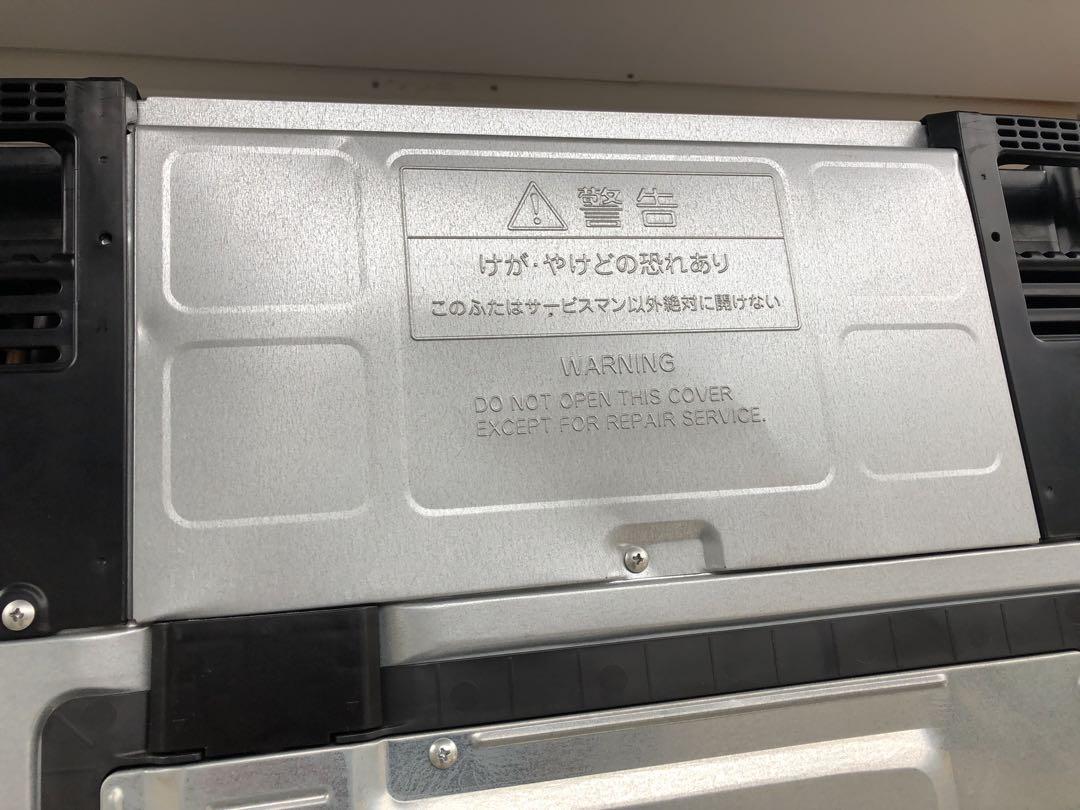 警告
けが・やけどの恐れあり
このふたはサービスマン以外絶対に開けない
WARNING
DO NOT OPEN THIS COVER
EXCEPT FOR REPAIR SERVICE.